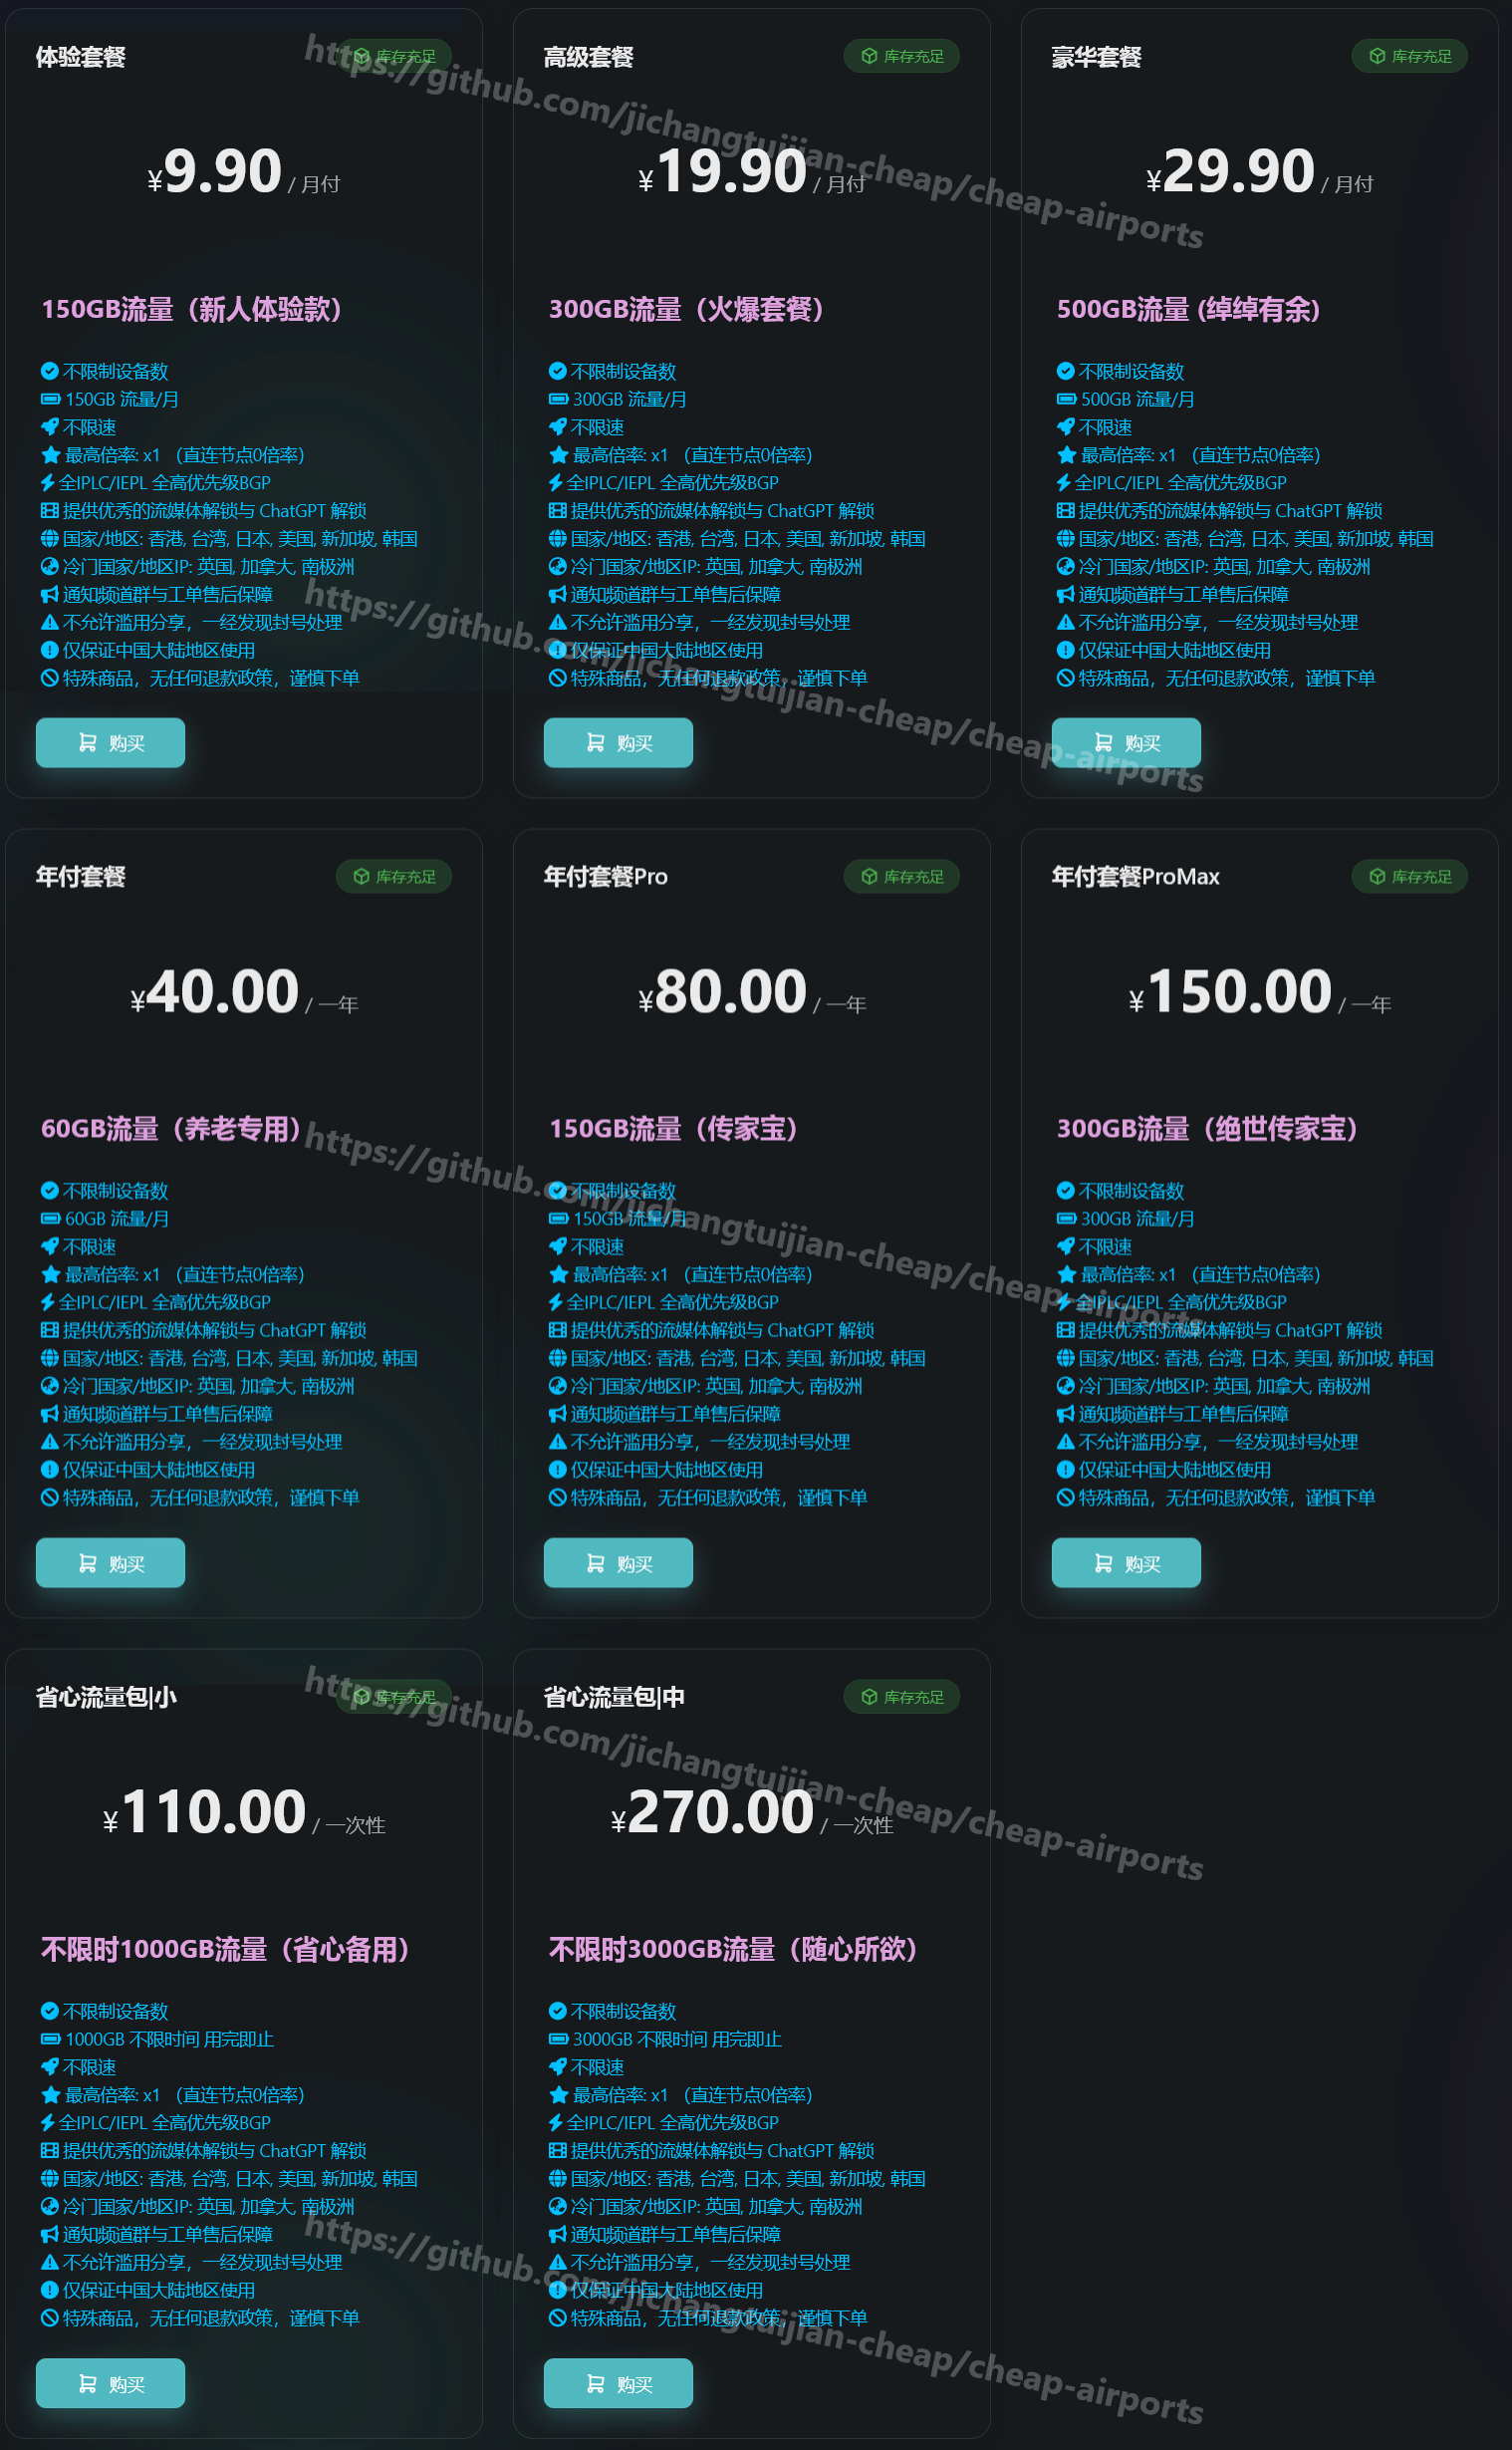 体验套餐
库存充足
¥9.90 / 月付
150GB流量（新人体验款）
不限制设备数
150GB 流量/月
不限速
最高倍率: x1 （直连节点0倍率）
全IPLC/IEPL 全高优先级BGP
提供优秀的流媒体解锁与 ChatGPT 解锁
国家/地区: 香港, 台湾, 日本, 美国, 新加坡, 韩国
冷门国家/地区IP: 英国, 加拿大, 南极洲
通知频道群与工单售后保障
不允许滥用分享，一经发现封号处理
仅保证中国大陆地区使用
特殊商品，无任何退款政策，谨慎下单
购买
高级套餐
库存充足
¥19.90 / 月付
300GB流量（火爆套餐）
不限制设备数
300GB 流量/月
不限速
最高倍率: x1 （直连节点0倍率）
全IPLC/IEPL 全高优先级BGP
提供优秀的流媒体解锁与 ChatGPT 解锁
国家/地区: 香港, 台湾, 日本, 美国, 新加坡, 韩国
冷门国家/地区IP: 英国, 加拿大, 南极洲
通知频道群与工单售后保障
不允许滥用分享，一经发现封号处理
仅保证中国大陆地区使用
特殊商品，无任何退款政策，谨慎下单
购买
豪华套餐
库存充足
¥29.90 / 月付
500GB流量 (绰绰有余)
不限制设备数
500GB 流量/月
不限速
最高倍率: x1 （直连节点0倍率）
全IPLC/IEPL 全高优先级BGP
提供优秀的流媒体解锁与 ChatGPT 解锁
国家/地区: 香港, 台湾, 日本, 美国, 新加坡, 韩国
冷门国家/地区IP: 英国, 加拿大, 南极洲
通知频道群与工单售后保障
不允许滥用分享，一经发现封号处理
仅保证中国大陆地区使用
特殊商品，无任何退款政策，谨慎下单
购买
https://github.com/jichangtuijian-cheap/cheap-airports
https://github.com/jichangtuijian-cheap/cheap-airports
年付套餐
库存充足
¥40.00 / 一年
60GB流量（养老专用）
不限制设备数
60GB 流量/月
不限速
最高倍率: x1 （直连节点0倍率）
全IPLC/IEPL 全高优先级BGP
提供优秀的流媒体解锁与 ChatGPT 解锁
国家/地区: 香港, 台湾, 日本, 美国, 新加坡, 韩国
冷门国家/地区IP: 英国, 加拿大, 南极洲
通知频道群与工单售后保障
不允许滥用分享，一经发现封号处理
仅保证中国大陆地区使用
特殊商品，无任何退款政策，谨慎下单
购买
年付套餐Pro
库存充足
¥80.00 / 一年
150GB流量（传家宝）
不限制设备数
150GB 流量/月
不限速
最高倍率: x1 （直连节点0倍率）
全IPLC/IEPL 全高优先级BGP
提供优秀的流媒体解锁与 ChatGPT 解锁
国家/地区: 香港, 台湾, 日本, 美国, 新加坡, 韩国
冷门国家/地区IP: 英国, 加拿大, 南极洲
通知频道群与工单售后保障
不允许滥用分享，一经发现封号处理
仅保证中国大陆地区使用
特殊商品，无任何退款政策，谨慎下单
购买
年付套餐ProMax
库存充足
¥150.00 / 一年
300GB流量（绝世传家宝）
不限制设备数
300GB 流量/月
不限速
最高倍率: x1 （直连节点0倍率）
全IPLC/IEPL 全高优先级BGP
提供优秀的流媒体解锁与 ChatGPT 解锁
国家/地区: 香港, 台湾, 日本, 美国, 新加坡, 韩国
冷门国家/地区IP: 英国, 加拿大, 南极洲
通知频道群与工单售后保障
不允许滥用分享，一经发现封号处理
仅保证中国大陆地区使用
特殊商品，无任何退款政策，谨慎下单
购买
https://github.com/jichangtuijian-cheap/cheap-airports
省心流量包|小
库存充足
¥110.00 / 一次性
不限时1000GB流量（省心备用）
不限制设备数
1000GB 不限时间 用完即止
不限速
最高倍率: x1 （直连节点0倍率）
全IPLC/IEPL 全高优先级BGP
提供优秀的流媒体解锁与 ChatGPT 解锁
国家/地区: 香港, 台湾, 日本, 美国, 新加坡, 韩国
冷门国家/地区IP: 英国, 加拿大, 南极洲
通知频道群与工单售后保障
不允许滥用分享，一经发现封号处理
仅保证中国大陆地区使用
特殊商品，无任何退款政策，谨慎下单
购买
省心流量包|中
库存充足
¥270.00 / 一次性
不限时3000GB流量（随心所欲）
不限制设备数
3000GB 不限时间 用完即止
不限速
最高倍率: x1 （直连节点0倍率）
全IPLC/IEPL 全高优先级BGP
提供优秀的流媒体解锁与 ChatGPT 解锁
国家/地区: 香港, 台湾, 日本, 美国, 新加坡, 韩国
冷门国家/地区IP: 英国, 加拿大, 南极洲
通知频道群与工单售后保障
不允许滥用分享，一经发现封号处理
仅保证中国大陆地区使用
特殊商品，无任何退款政策，谨慎下单
购买
https://github.com/jichangtuijian-cheap/cheap-airports
https://github.com/jichangtuijian-cheap/cheap-airports